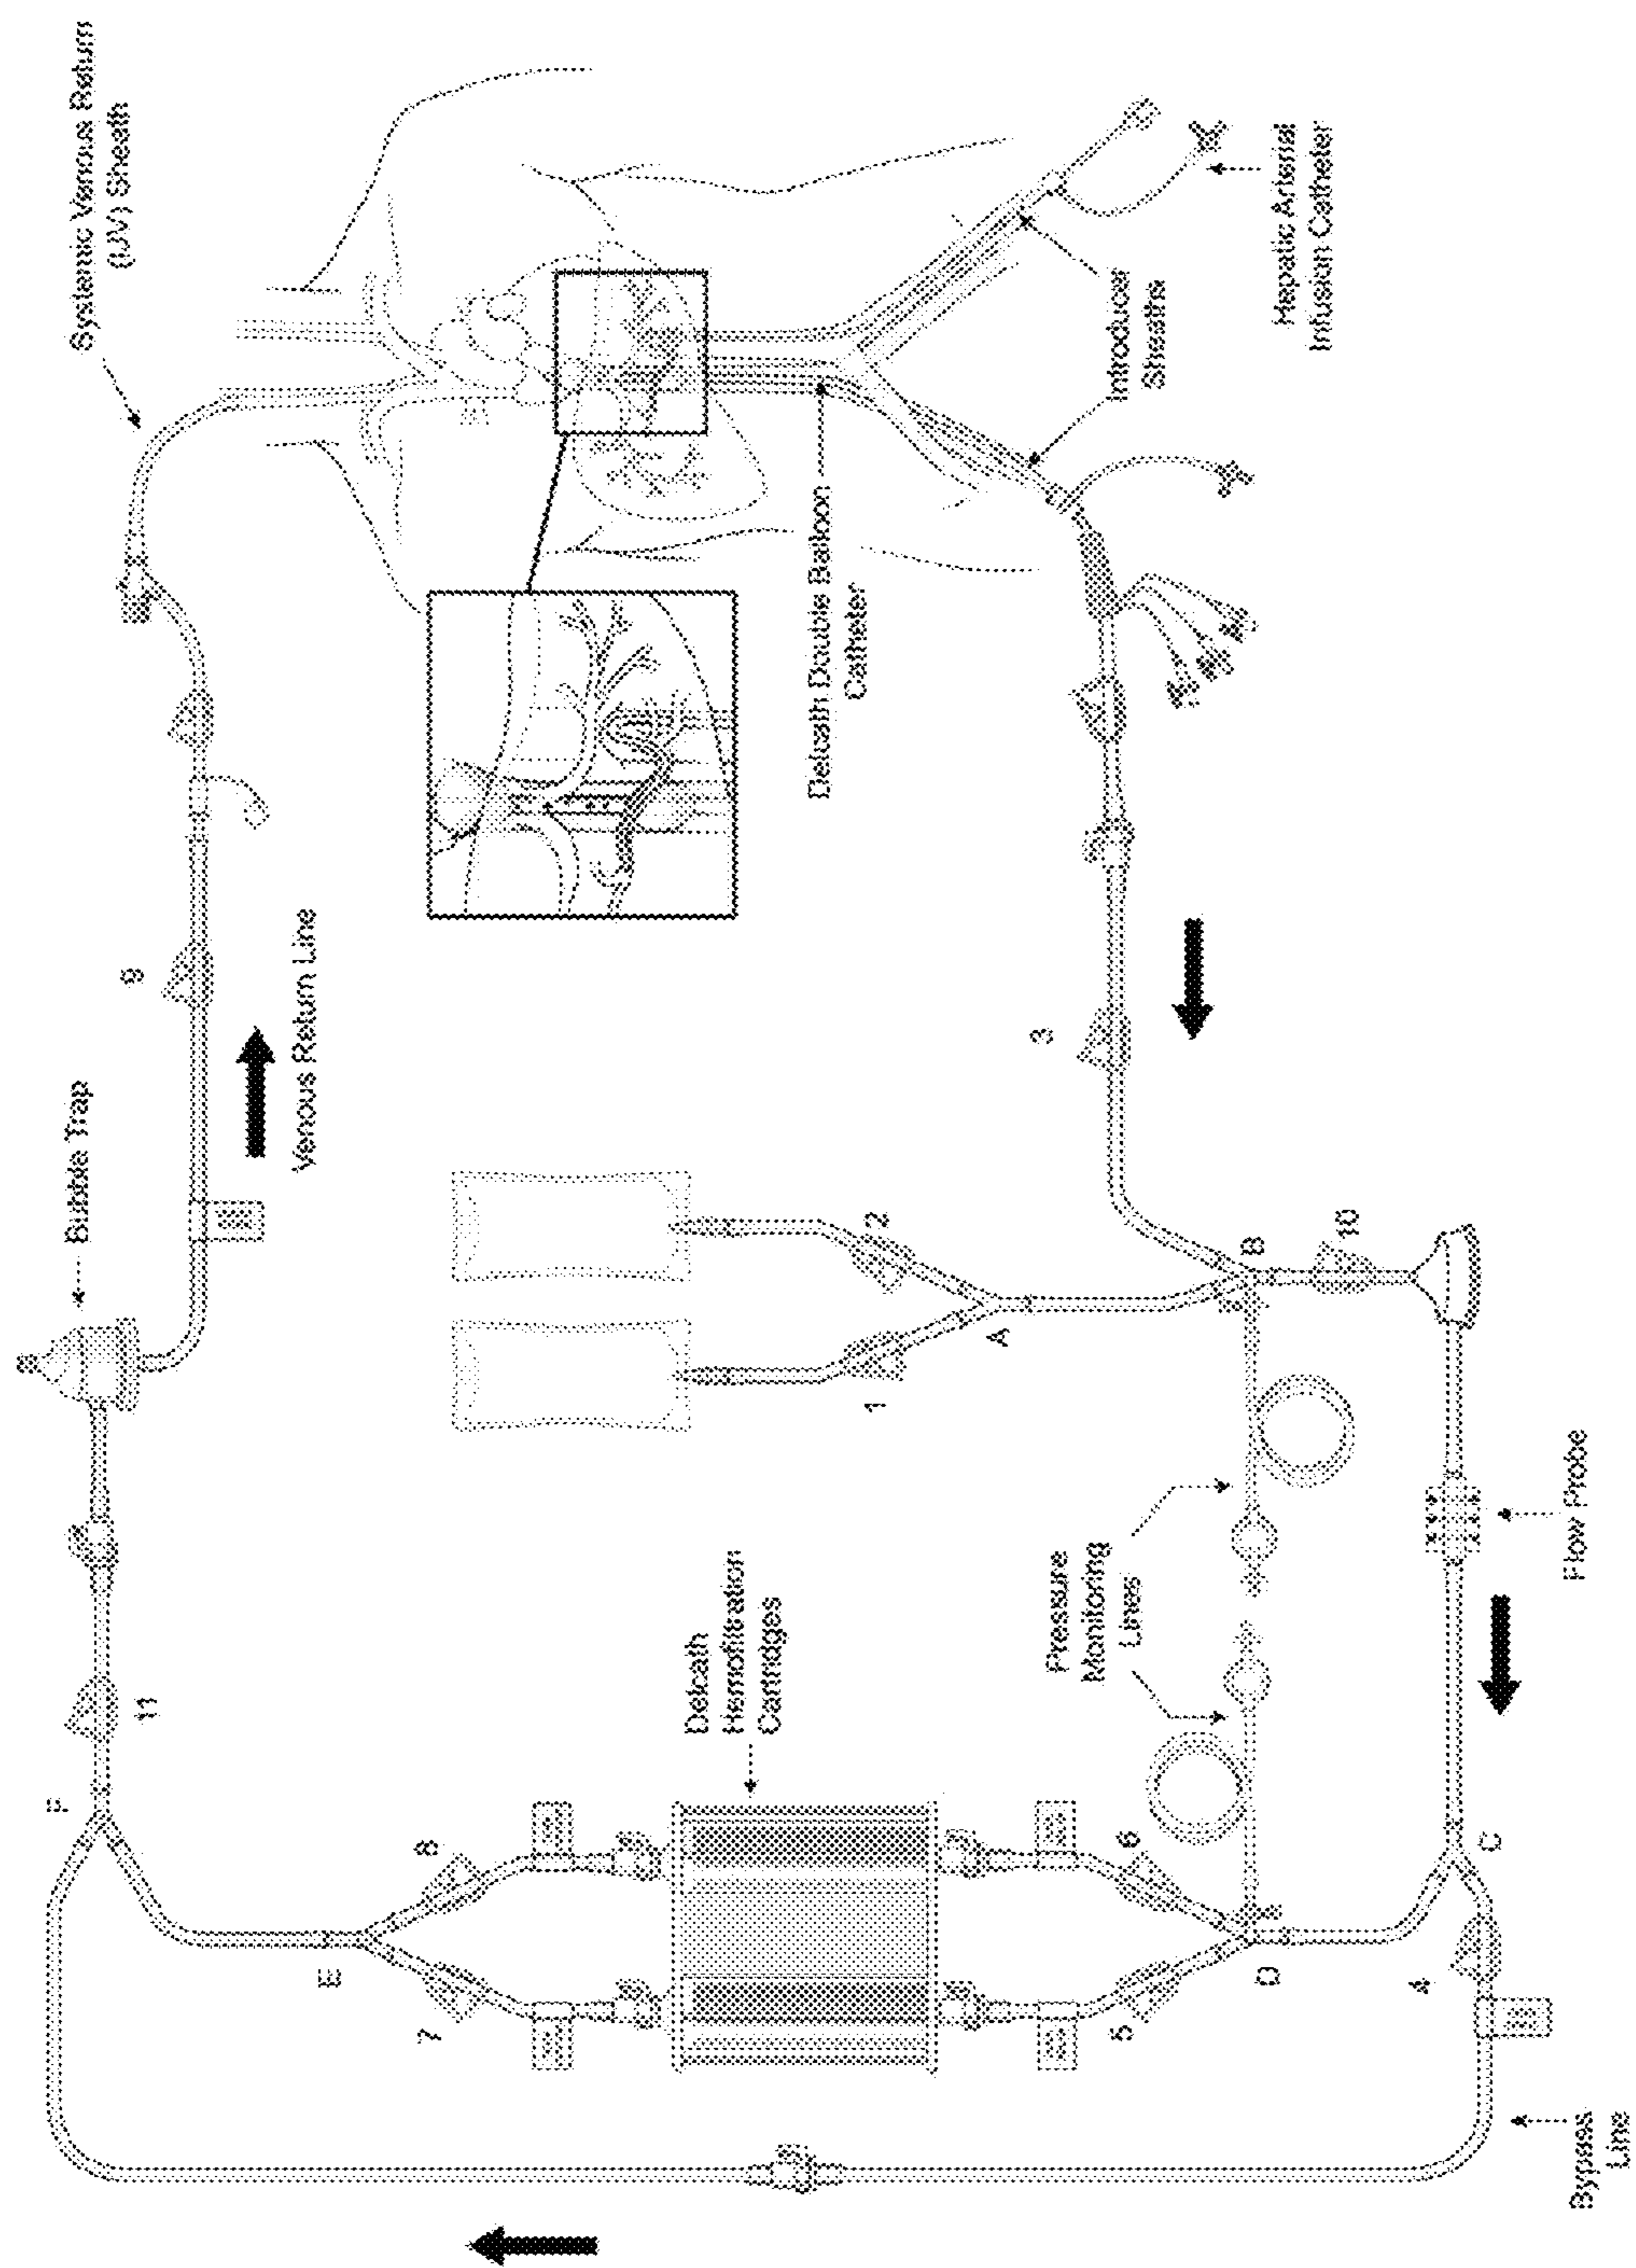 F
Bubble Trap
Systemic Venous Return
(IJV) Sheath
9
11
Venous Return Line
E
7
8
Delcath
Hemofiltration
Cartridges
Delcath Double Balloon
Catheter
1
2
A
3
Pressure
Monitoring
Lines
Introducer
Sheaths
5
6
B
D
Hepatic Arterial
Infusion Catheter
10
4
C
Bypass
Line
Flow Probe